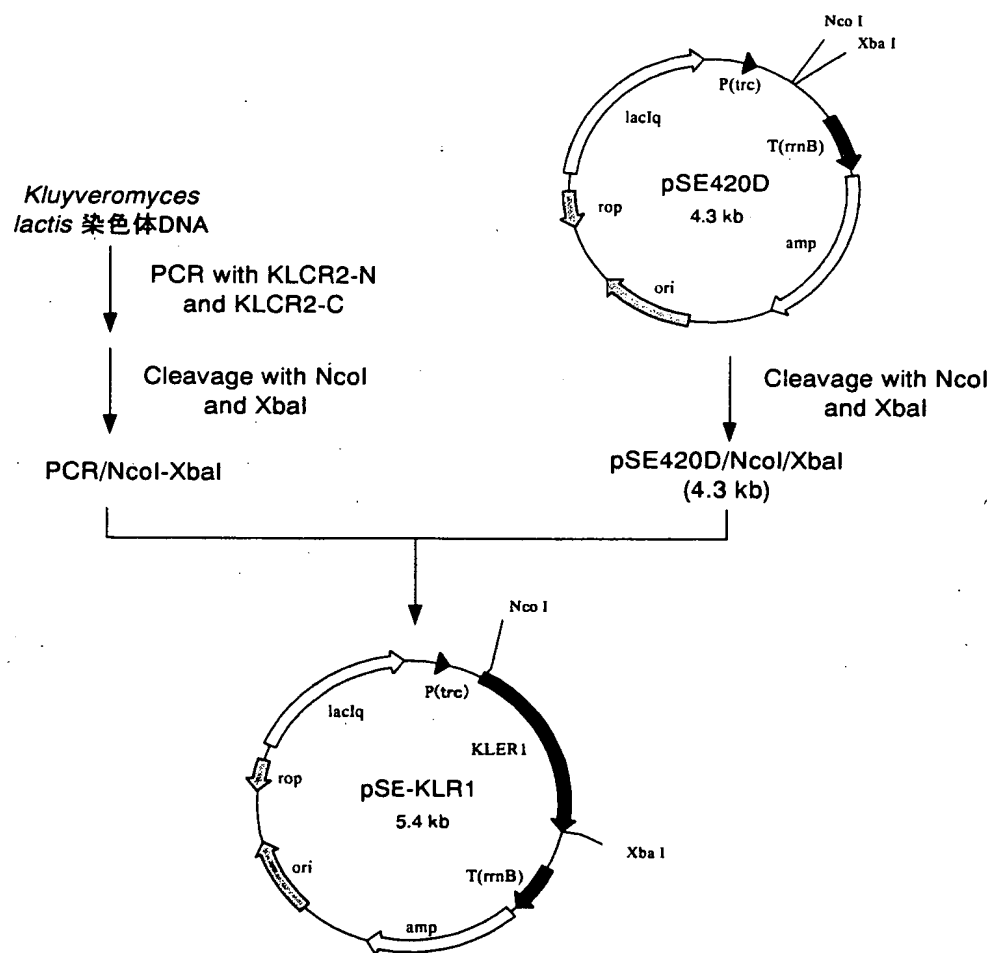 Nco I
Xba I
P(trc)
lacIq
T(rrnB)
pSE420D
4.3 kb
rop
amp
ori
Kluyveromyces
lactis 染色体DNA
PCR with KLCR2-N
and KLCR2-C
Cleavage with NcoI
and XbaI
PCR/NcoI-XbaI
Cleavage with NcoI
and XbaI
pSE420D/NcoI/XbaI
(4.3 kb)
Nco I
P(trc)
lacIq
KLER1
rop
pSE-KLR1
5.4 kb
Xba I
ori
T(rrnB)
amp